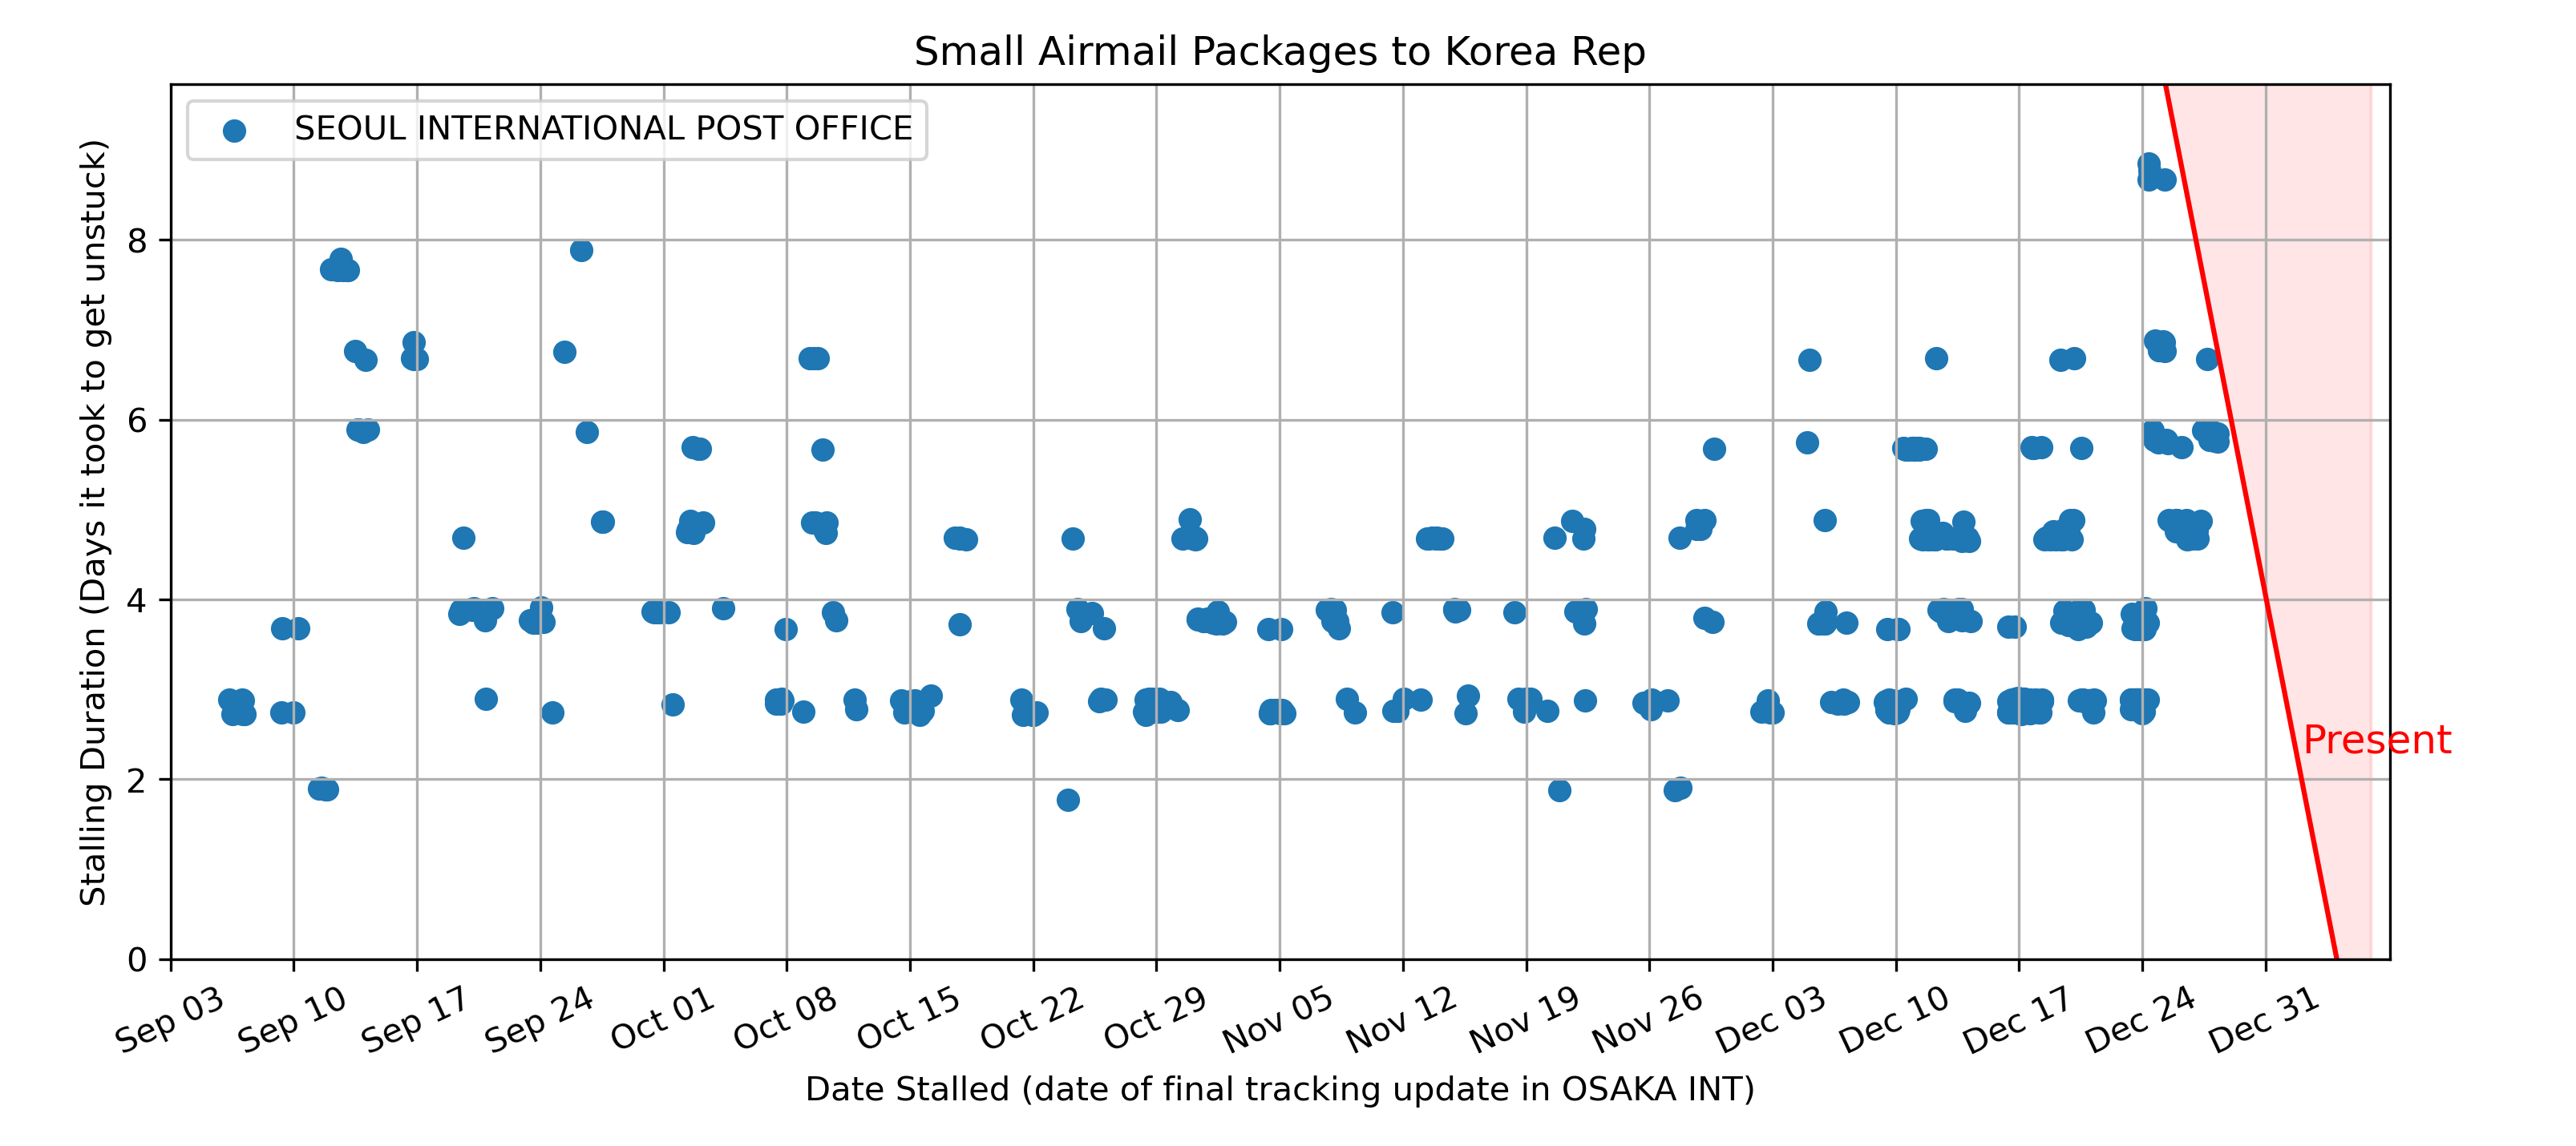 Small Airmail Packages to Korea Rep
SEOUL INTERNATIONAL POST OFFICE
Stalling Duration (Days it took to get unstuck)
8
6
4
2
0
Present
Sep 03
Sep 10
Sep 17
Sep 24
Oct 01
Oct 08
Oct 15
Oct 22
Oct 29
Nov 05
Nov 12
Nov 19
Nov 26
Dec 03
Dec 10
Dec 17
Dec 24
Dec 31
Date Stalled (date of final tracking update in OSAKA INT)